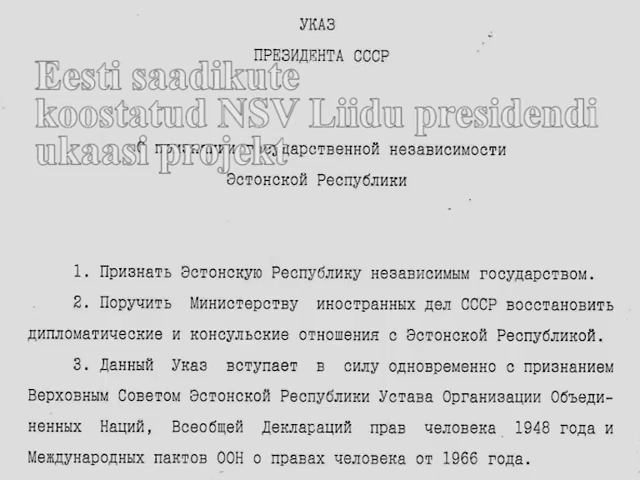 УКАЗ
ПРЕЗИДЕНТА СССР
Eesti saadikute
koostatud NSV Liidu presidendi
ukaasi projekt
О признании государственной независимости
Эстонской Республики
1. Признать Эстонскую Республику независимым государством.
2. Поручить Министерству иностранных дел СССР восстановить
дипломатические и консульские отношения с Эстонской Республикой.
3. Данный Указ вступает в силу одновременно с признанием
Верховным Советом Эстонской Республики Устава Организации Объеди-
ненных Наций, Всеобщей Деклараций прав человека 1948 года и
Международных пактов ООН о правах человека от 1966 года.